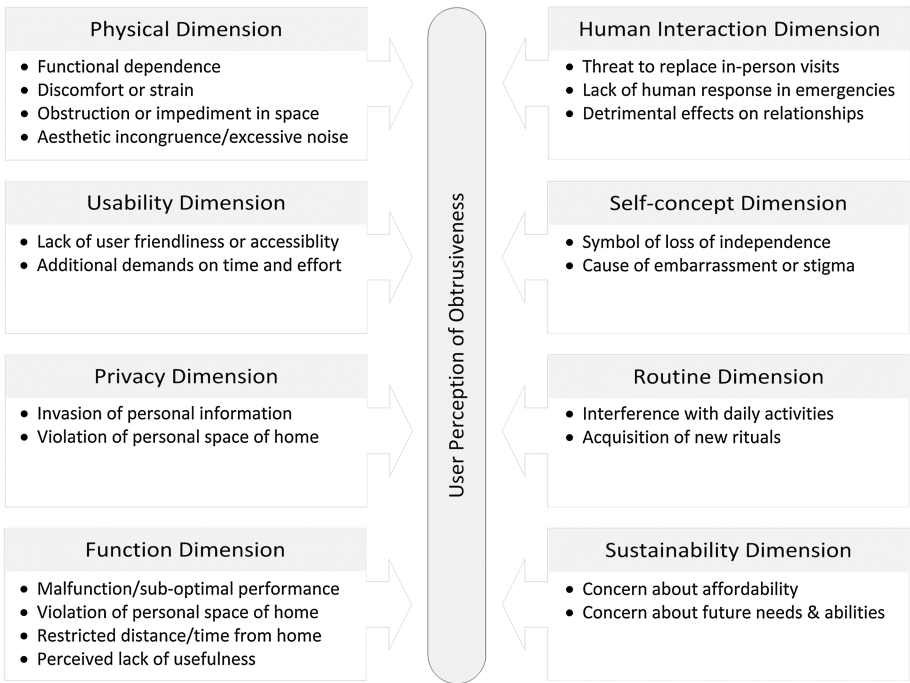 Physical Dimension
• Functional dependence
• Discomfort or strain
• Obstruction or impediment in space
• Aesthetic incongruence/excessive noise
Usability Dimension
• Lack of user friendliness or accessiblity
• Additional demands on time and effort
Privacy Dimension
• Invasion of personal information
• Violation of personal space of home
Function Dimension
• Malfunction/sub-optimal performance
• Violation of personal space of home
• Restricted distance/time from home
• Perceived lack of usefulness
User Perception of Obtrusiveness
Human Interaction Dimension
• Threat to replace in-person visits
• Lack of human response in emergencies
• Detrimental effects on relationships
Self-concept Dimension
• Symbol of loss of independence
• Cause of embarrassment or stigma
Routine Dimension
• Interference with daily activities
• Acquisition of new rituals
Sustainability Dimension
• Concern about affordability
• Concern about future needs & abilities